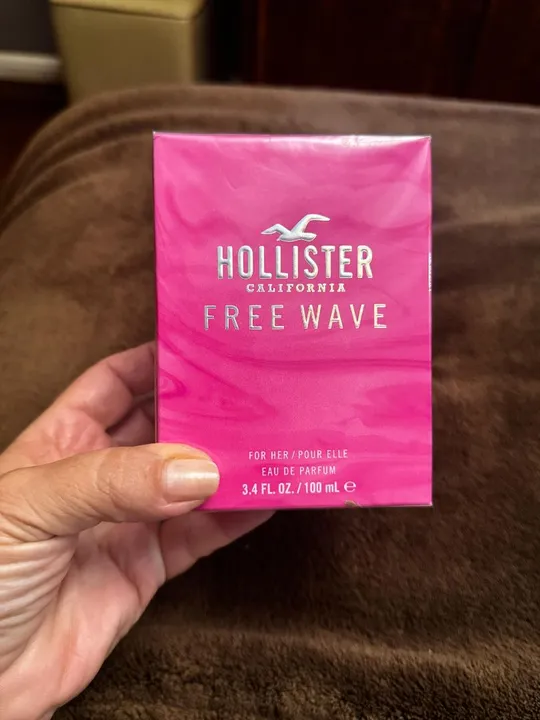 HOLLISTER
CALIFORNIA
FREE WAVE
FOR HER / POUR ELLE
EAU DE PARFUM
3.4 FL. OZ. / 100 mL ℮